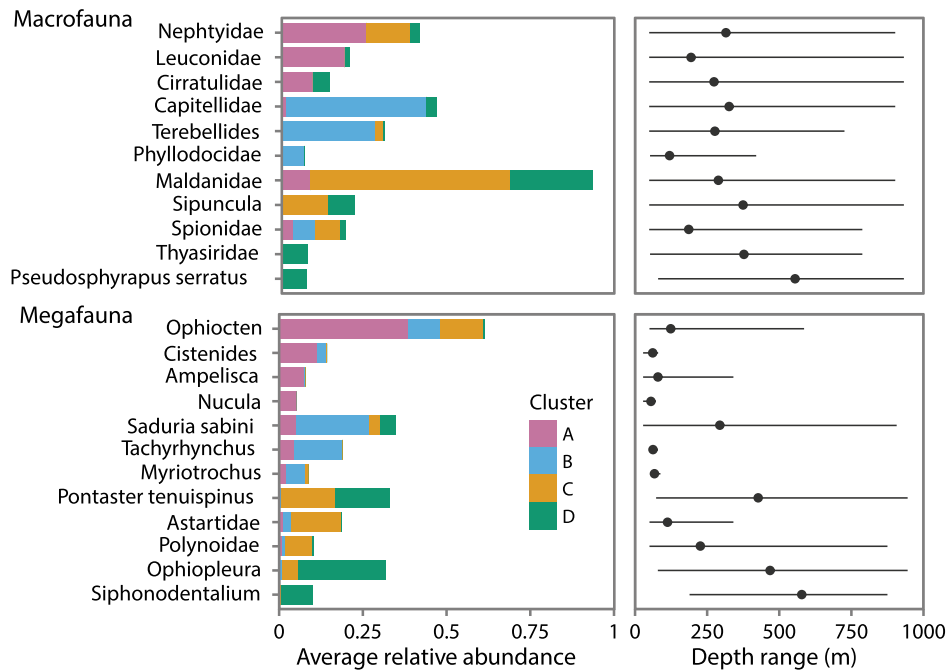 Macrofauna
Nephtyidae
Leuconidae
Cirratulidae
Capitellidae
Terebellides
Phyllodocidae
Maldanidae
Sipuncula
Spionidae
Thyasiridae
Pseudosphyrapus serratus
Megafauna
Ophiocten
Cistenides
Ampelisca
Nucula
Saduria sabini
Tachyrhynchus
Myriotrochus
Pontaster tenuispinus
Astartidae
Polynoidae
Ophiopleura
Siphonodentalium
Cluster
A
B
C
D
0 0.25 0.5 0.75 1
Average relative abundance
0 250 500 750 1000
Depth range (m)